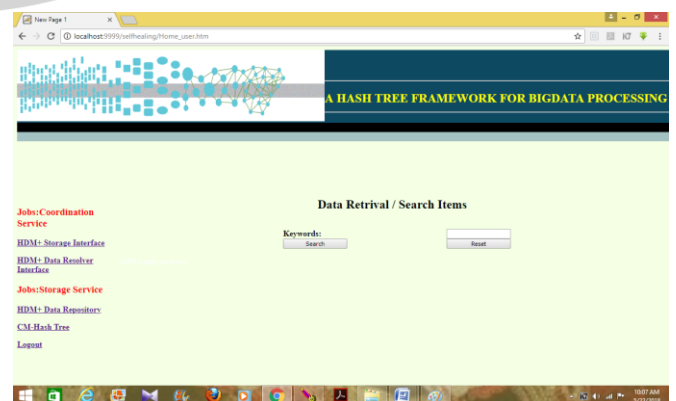 New Page 1
localhost:9999/selfhealing/Home_user.htm
A HASH TREE FRAMEWORK FOR BIGDATA PROCESSING
Data Retrival / Search Items
Keywords:
Search Reset
Jobs:Coordination
Service
HDM+ Storage Interface
HDM+ Data Resolver
Interface
Jobs:Storage Service
HDM+ Data Repository
CM-Hash Tree
Logout
10:07 AM